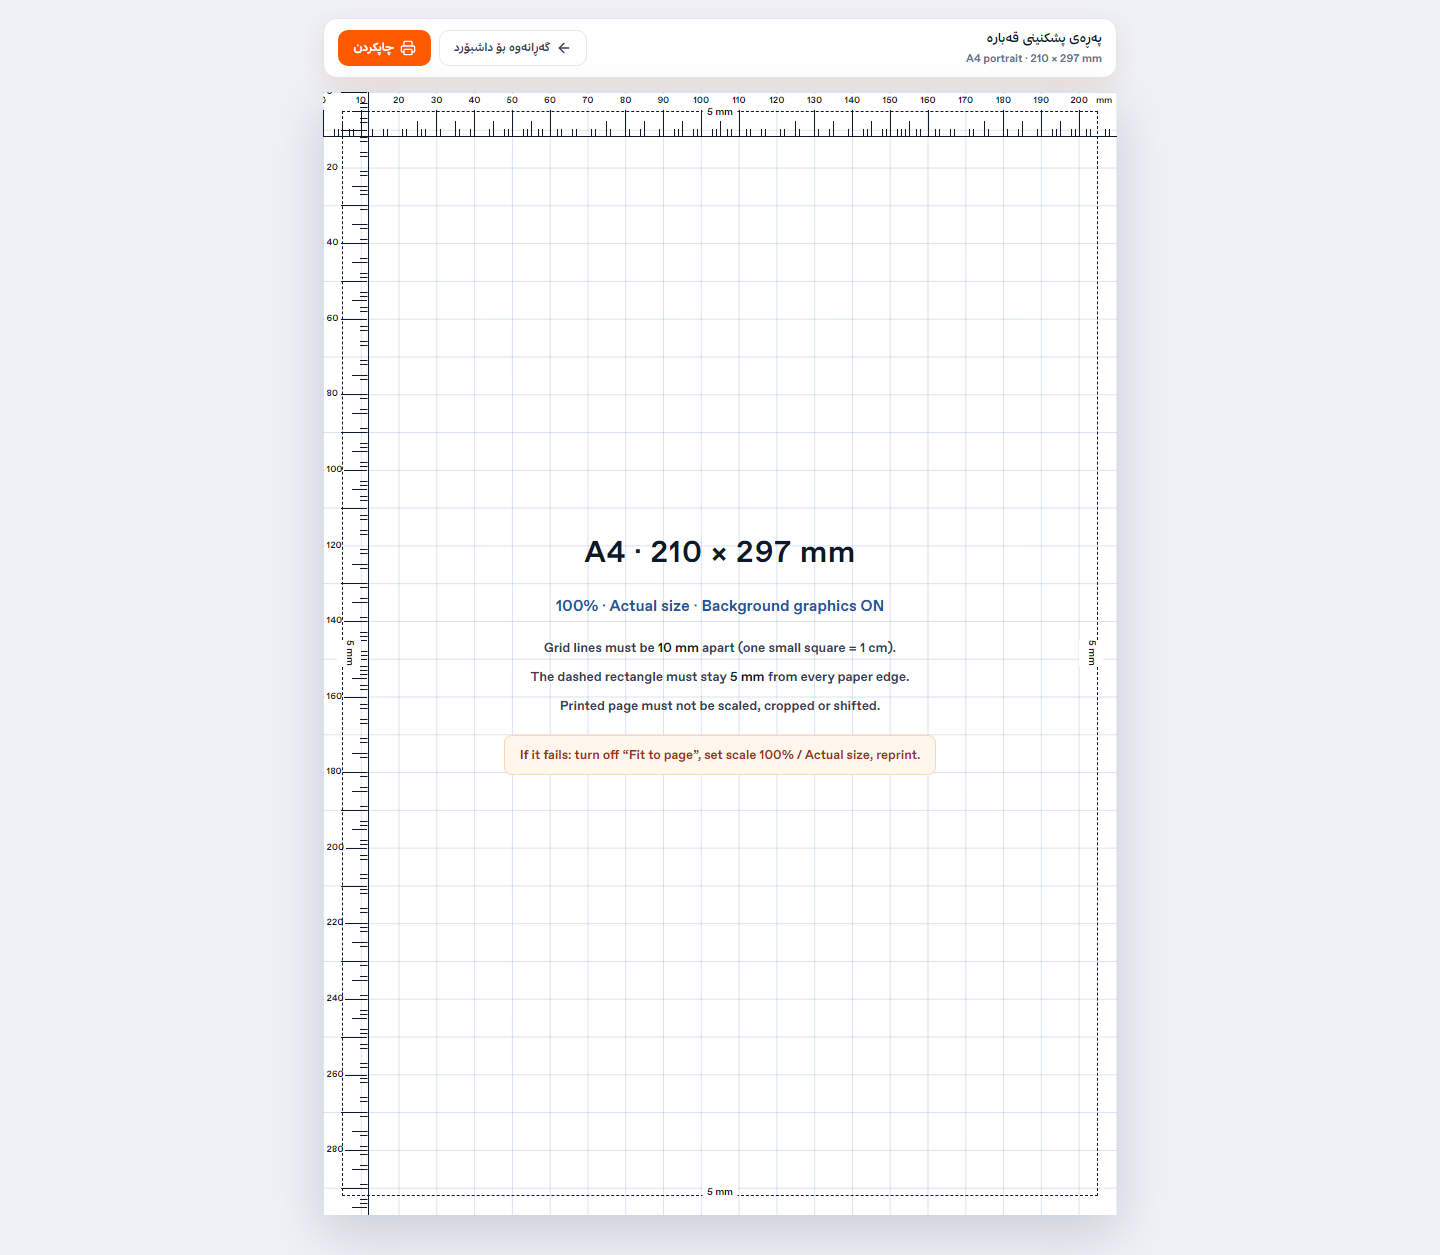 پەڕەی پشکنینی قەبارە
A4 portrait · 210 × 297 mm
گەڕانەوە بۆ داشبۆرد
چاپکردن
0 10 20 30 40 50 60 70 80 90 100 110 120 130 140 150 160 170 180 190 200 mm
5 mm
20
40
60
80
100
120
A4 · 210 × 297 mm
100% · Actual size · Background graphics ON
140
Grid lines must be 10 mm apart (one small square = 1 cm).
5 mm
5 mm
The dashed rectangle must stay 5 mm from every paper edge.
160
Printed page must not be scaled, cropped or shifted.
If it fails: turn off “Fit to page”, set scale 100% / Actual size, reprint.
180
200
220
240
260
280
5 mm